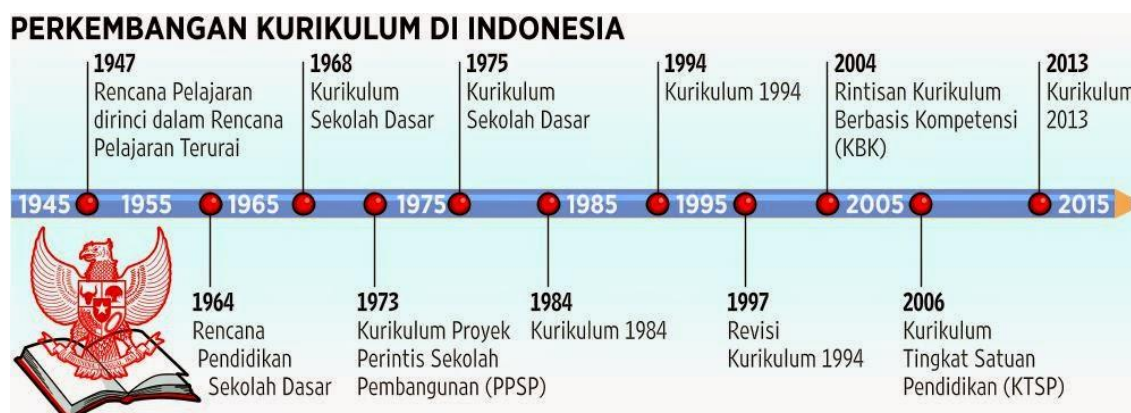 PERKEMBANGAN KURIKULUM DI INDONESIA
1947
Rencana Pelajaran
dirinci dalam Rencana
Pelajaran Terurai
1968
Kurikulum
Sekolah Dasar
1975
Kurikulum
Sekolah Dasar
1994
Kurikulum 1994
2004
Rintisan Kurikulum
Berbasis Kompetensi
(KBK)
2013
Kurikulum
2013
1945 1955 1965 1975 1985 1995 2005 2015
1964
Rencana
Pendidikan
Sekolah Dasar
1973
Kurikulum Proyek
Perintis Sekolah
Pembangunan (PPSP)
1984
Kurikulum 1984
1997
Revisi
Kurikulum 1994
2006
Kurikulum
Tingkat Satuan
Pendidikan (KTSP)